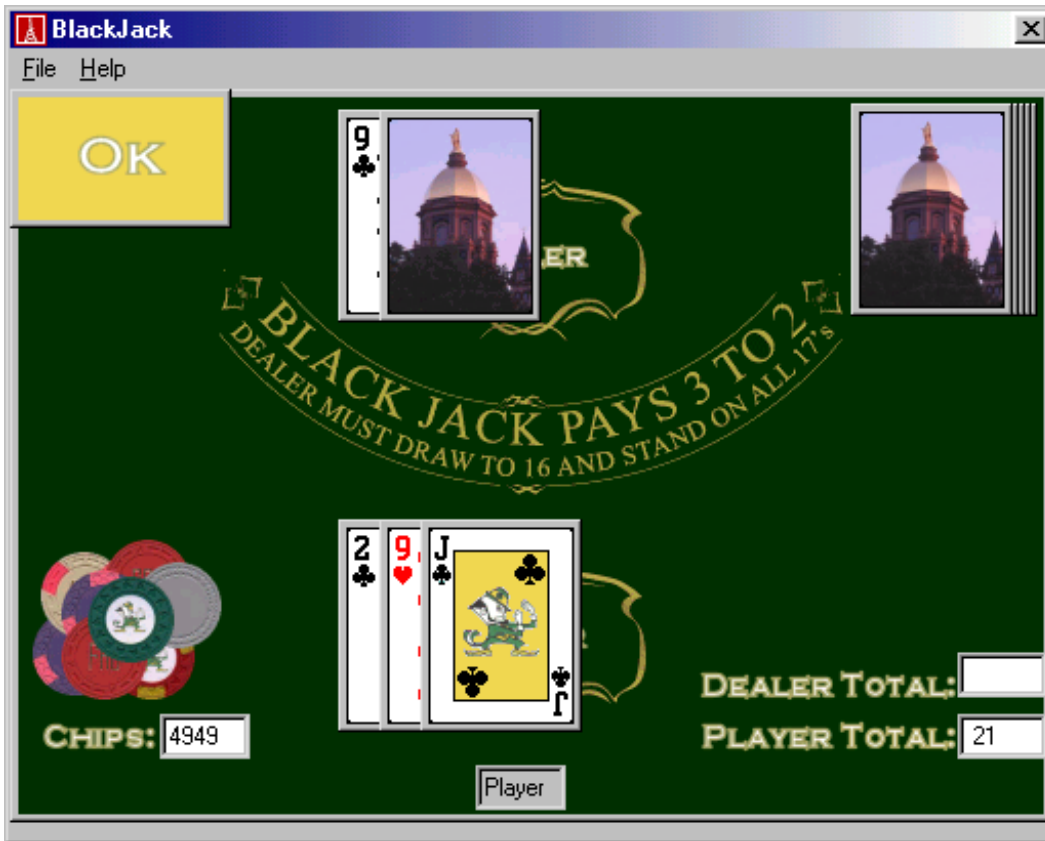 BlackJack
File Help
OK
9
BLACK JACK PAYS 3 TO 2
DEALER MUST DRAW TO 16 AND STAND ON ALL 17's
2 9 J
J
DEALER TOTAL:
CHIPS: 4949
PLAYER TOTAL: 21
Player